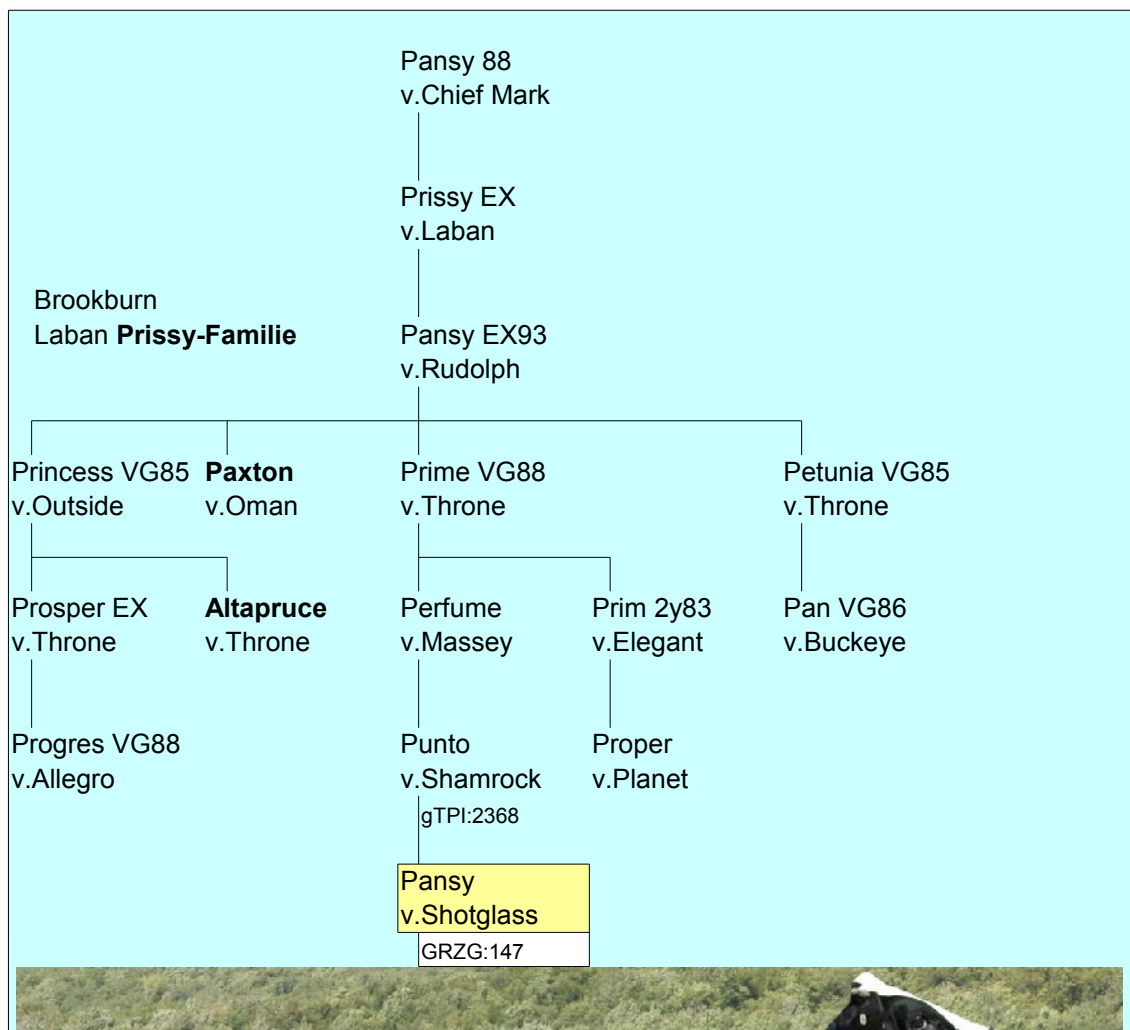 Pansy 88
v.Chief Mark
Prissy EX
v.Laban
Brookburn
Laban Prissy-Familie
Pansy EX93
v.Rudolph
Princess VG85
v.Outside
Paxton
v.Oman
Prime VG88
v.Throne
Petunia VG85
v.Throne
Prosper EX
v.Throne
Altapruce
v.Throne
Perfume
v.Massey
Prim 2y83
v.Elegant
Pan VG86
v.Buckeye
Progres VG88
v.Allegro
Punto
v.Shamrock
gTPI:2368
Proper
v.Planet
Pansy
v.Shotglass
GRZG:147